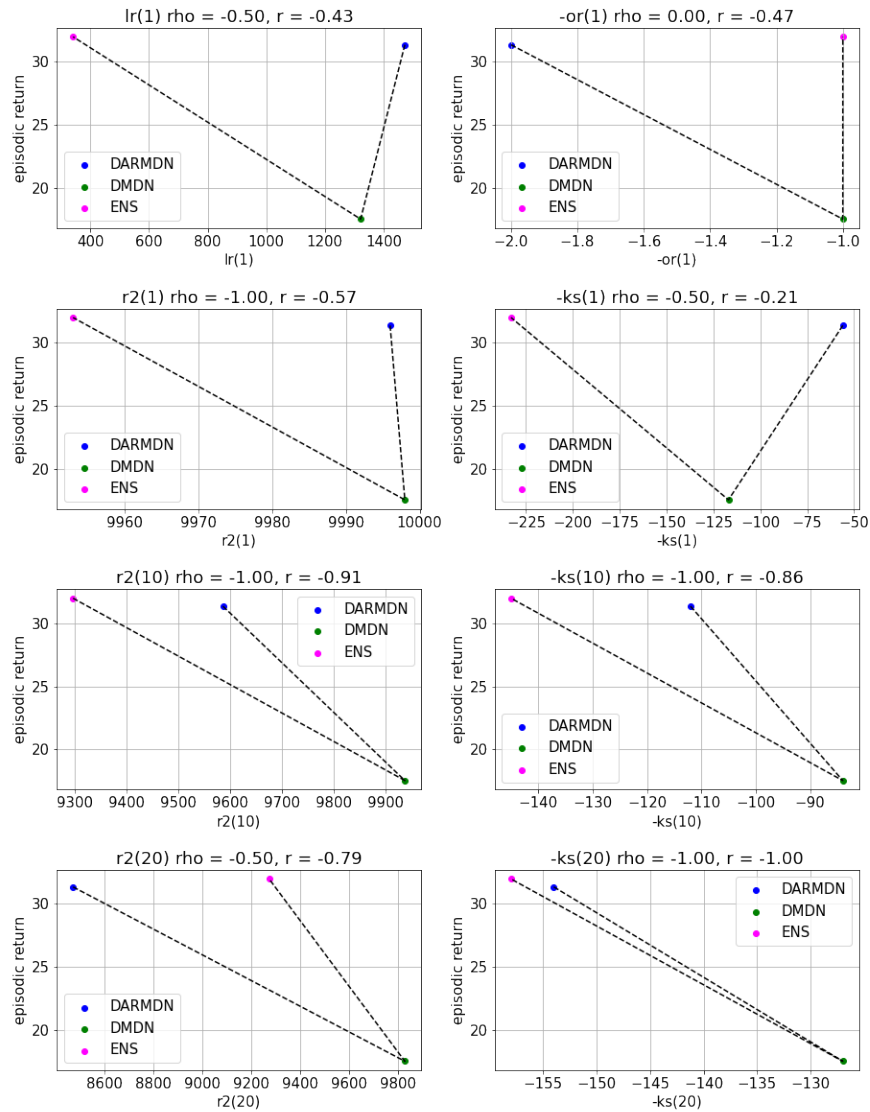 lr(1) rho = -0.50, r = -0.43
episodic return
30
25
20
DARMDN
DMDN
ENS
400 600 800 1000 1200 1400
lr(1)
-or(1) rho = 0.00, r = -0.47
episodic return
30
25
20
DARMDN
DMDN
ENS
−2.0 −1.8 −1.6 −1.4 −1.2 −1.0
-or(1)
r2(1) rho = -1.00, r = -0.57
episodic return
30
25
20
DARMDN
DMDN
ENS
9960 9970 9980 9990 10000
r2(1)
-ks(1) rho = -0.50, r = -0.21
episodic return
30
25
20
DARMDN
DMDN
ENS
−225 −200 −175 −150 −125 −100 −75 −50
-ks(1)
r2(10) rho = -1.00, r = -0.91
episodic return
30
25
20
DARMDN
DMDN
ENS
9300 9400 9500 9600 9700 9800 9900
r2(10)
-ks(10) rho = -1.00, r = -0.86
episodic return
30
25
20
DARMDN
DMDN
ENS
−140 −130 −120 −110 −100 −90
-ks(10)
r2(20) rho = -0.50, r = -0.79
episodic return
30
25
20
DARMDN
DMDN
ENS
8600 8800 9000 9200 9400 9600 9800
r2(20)
-ks(20) rho = -1.00, r = -1.00
episodic return
30
25
20
DARMDN
DMDN
ENS
−155 −150 −145 −140 −135 −130
-ks(20)